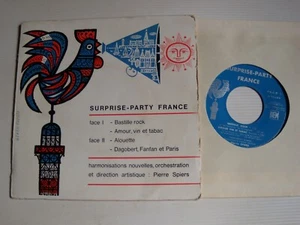 SURPRISE-PARTY FRANCE
face I - Bastille-rock
- Amour, vin et tabac
face II - Alouette
- Dagobert, Fanfan et Paris
harmonisations nouvelles, orchestration
et direction artistique : Pierre Spiers
SURPRISE-PARTY
FRANCE